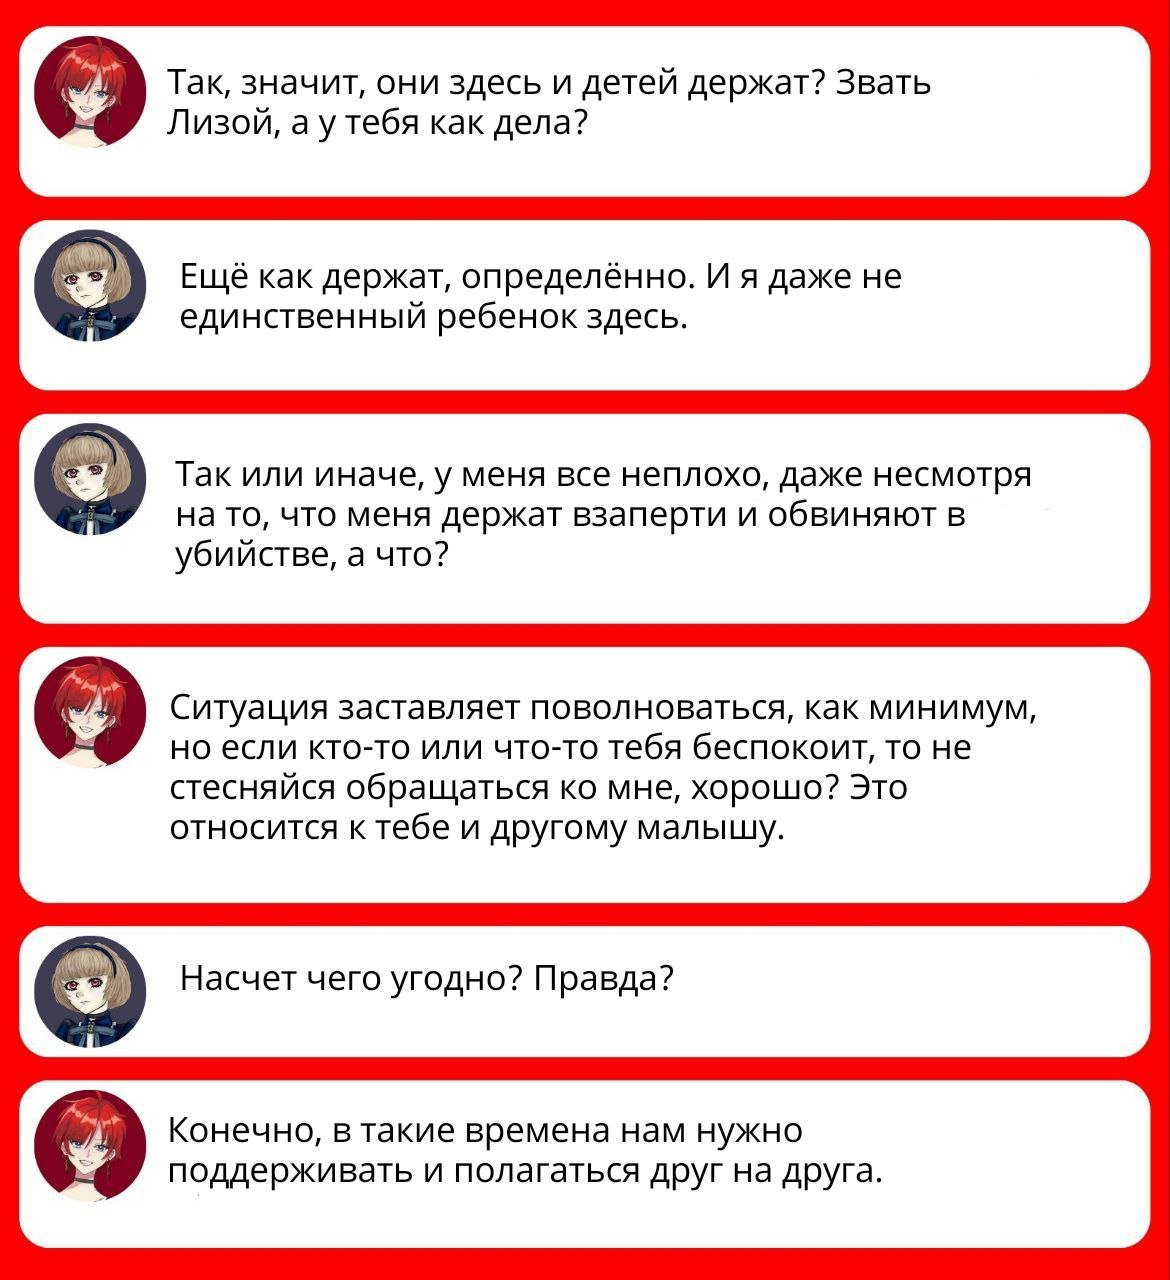 Так, значит, они здесь и детей держат? Звать
Лизой, а у тебя как дела?
Ещё как держат, определённо. И я даже не
единственный ребенок здесь.
Так или иначе, у меня все неплохо, даже несмотря
на то, что меня держат взаперти и обвиняют в
убийстве, а что?
Ситуация заставляет поволноваться, как минимум,
но если кто-то или что-то тебя беспокоит, то не
стесняйся обращаться ко мне, хорошо? Это
относится к тебе и другому малышу.
Насчет чего угодно? Правда?
Конечно, в такие времена нам нужно
поддерживать и полагаться друг на друга.